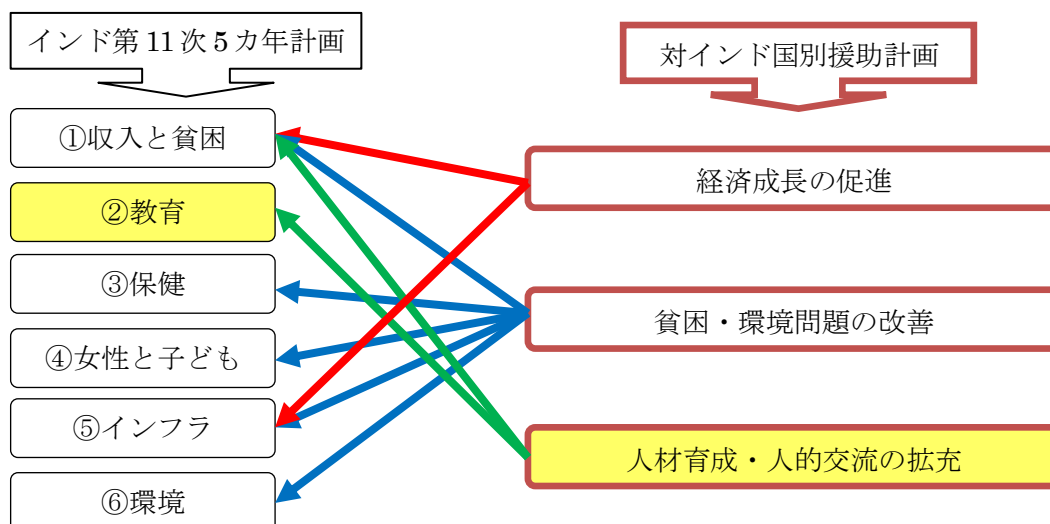 インド第 11 次 5 カ年計画
①収入と貧困
②教育
③保健
④女性と子ども
⑤インフラ
⑥環境
対インド国別援助計画
経済成長の促進
貧困・環境問題の改善
人材育成・人的交流の拡充